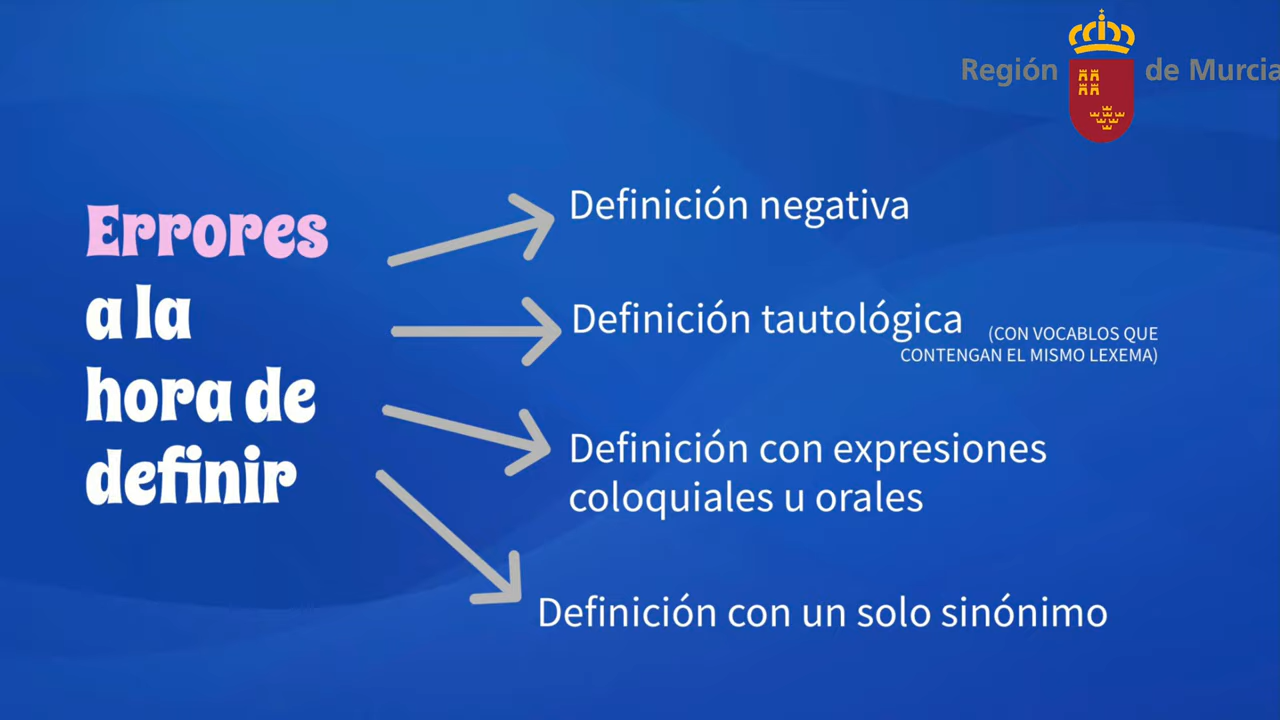 Región de Murcia
Errores
a la
hora de
definir
Definición negativa
Definición tautológica
(CON VOCABLOS QUE
CONTENGAN EL MISMO LEXEMA)
Definición con expresiones
coloquiales u orales
Definición con un solo sinónimo